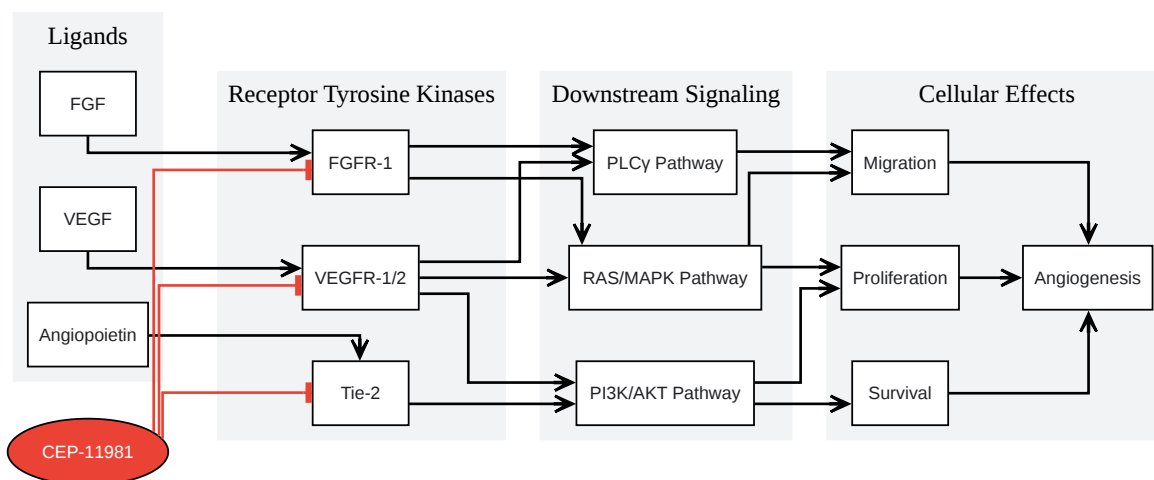 Ligands
FGF
VEGF
Angiopoietin
CEP-11981
Receptor Tyrosine Kinases
FGFR-1
VEGFR-1/2
Tie-2
Downstream Signaling
PLCγ Pathway
RAS/MAPK Pathway
PI3K/AKT Pathway
Cellular Effects
Migration
Proliferation
Survival
Angiogenesis